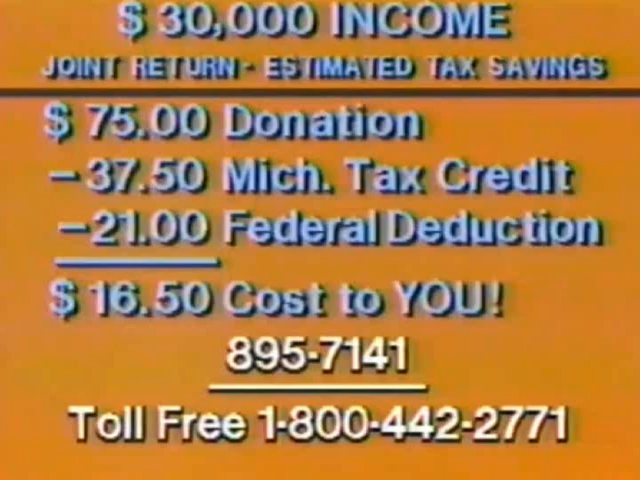 $ 30,000 INCOME
JOINT RETURN - ESTIMATED TAX SAVINGS
$ 75.00 Donation
-37.50 Mich. Tax Credit
-21.00 Federal Deduction
$ 16.50 Cost to YOU!
895-7141
Toll Free 1-800-442-2771